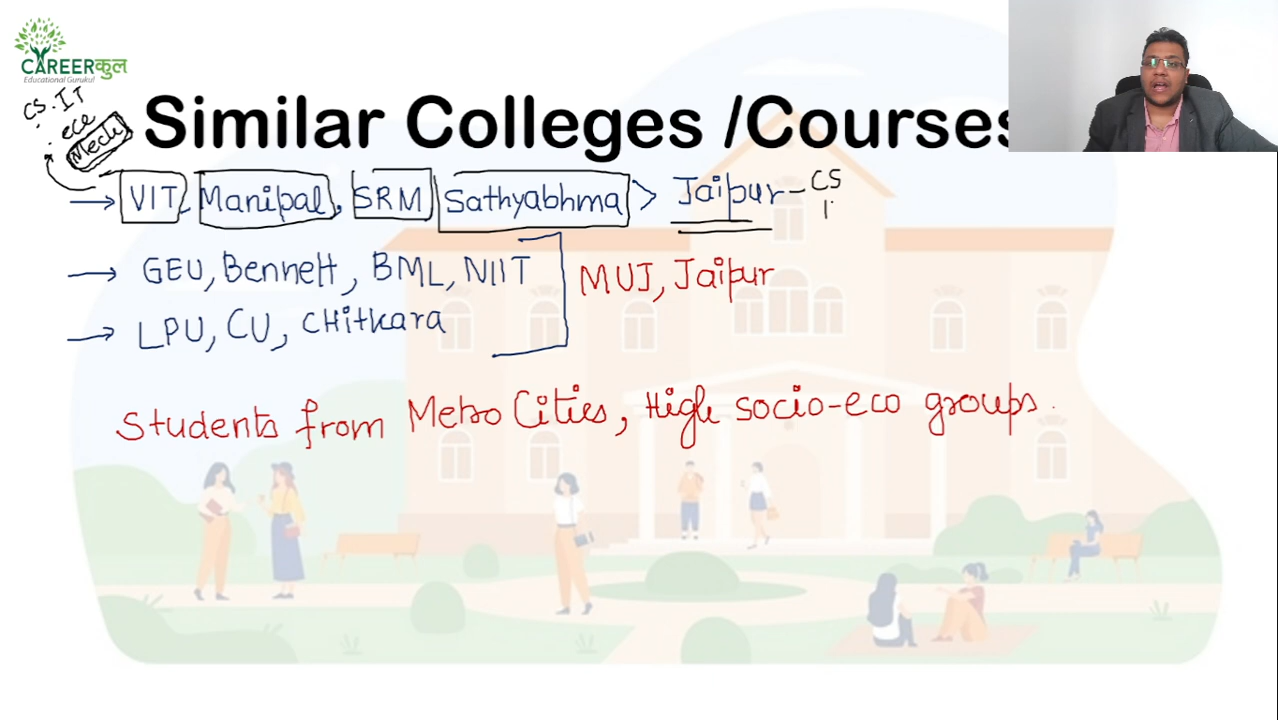 CAREERकुल
Educational Gurukul
CS. IT
ece
Mech
Similar Colleges /Courses
VIT, Manipal, SRM Sathyabhma > Jaipur - CS
GEU, Bennett, BML, NIIT
MUJ, Jaipur
LPU, CU, CHitkara
Students from Metro Cities, High socio-eco groups.